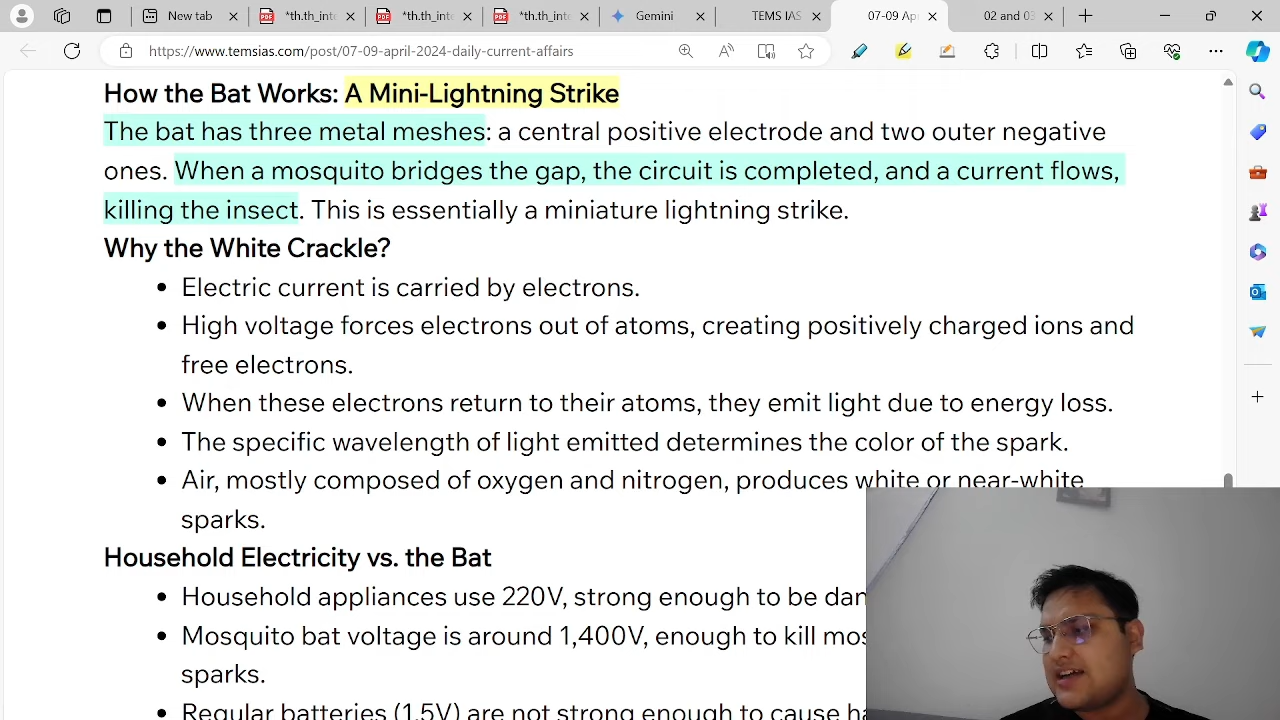 New tab
*th.th_inte
*th.th_inte
*th.th_inte
Gemini
TEMS IAS
07-09 Apr
02 and 03
https://www.temsias.com/post/07-09-april-2024-daily-current-affairs
How the Bat Works: A Mini-Lightning Strike
The bat has three metal meshes: a central positive electrode and two outer negative
ones. When a mosquito bridges the gap, the circuit is completed, and a current flows,
killing the insect. This is essentially a miniature lightning strike.
Why the White Crackle?
• Electric current is carried by electrons.
• High voltage forces electrons out of atoms, creating positively charged ions and
free electrons.
• When these electrons return to their atoms, they emit light due to energy loss.
• The specific wavelength of light emitted determines the color of the spark.
• Air, mostly composed of oxygen and nitrogen, produces white or near-white
sparks.
Household Electricity vs. the Bat
• Household appliances use 220V, strong enough to be dan
• Mosquito bat voltage is around 1,400V, enough to kill mos
sparks.
• Regular batteries (1.5V) are not strong enough to cause ha